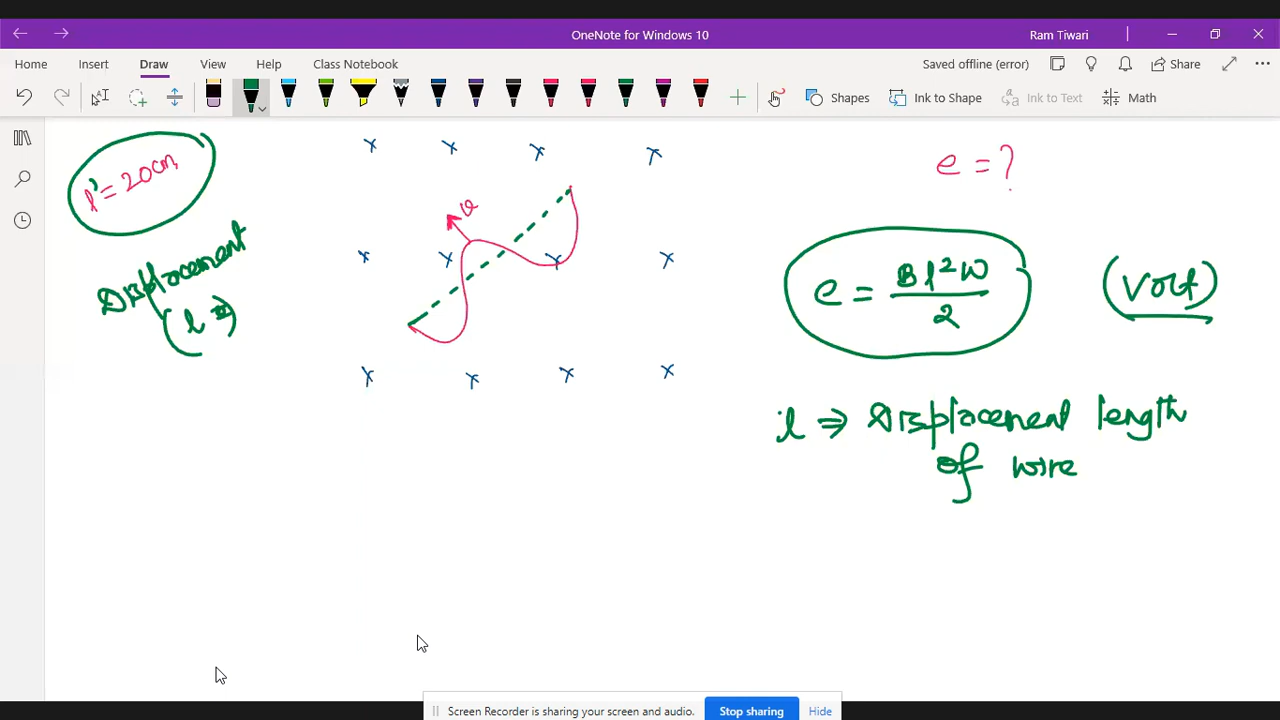 OneNote for Windows 10
Ram Tiwari
Home Insert Draw View Help Class Notebook
Saved offline (error)
Share
Shapes
Ink to Shape
Ink to Text
Math
l' = 20cm
Displacement
(l
x x x x
v
x x x x
x x x x
e = ?
e = Bl²w/2 (Volt)
l ⇒ Displacement length
of wire
Screen Recorder is sharing your screen and audio.
Stop sharing
Hide